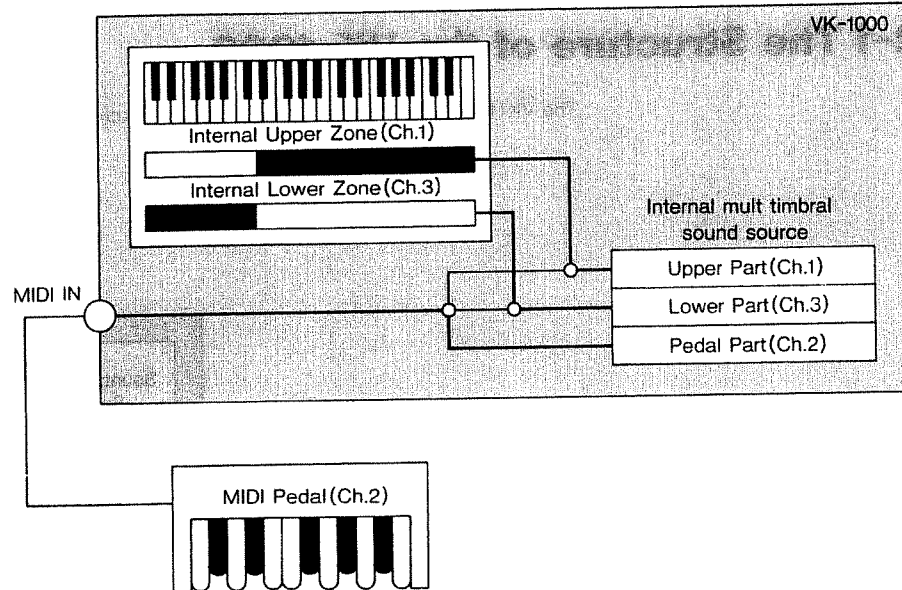 VK-1000
Internal Upper Zone (Ch.1)
Internal Lower Zone (Ch.3)
Internal mult timbral
sound source
Upper Part (Ch.1)
Lower Part (Ch.3)
Pedal Part (Ch.2)
MIDI IN
MIDI Pedal (Ch.2)